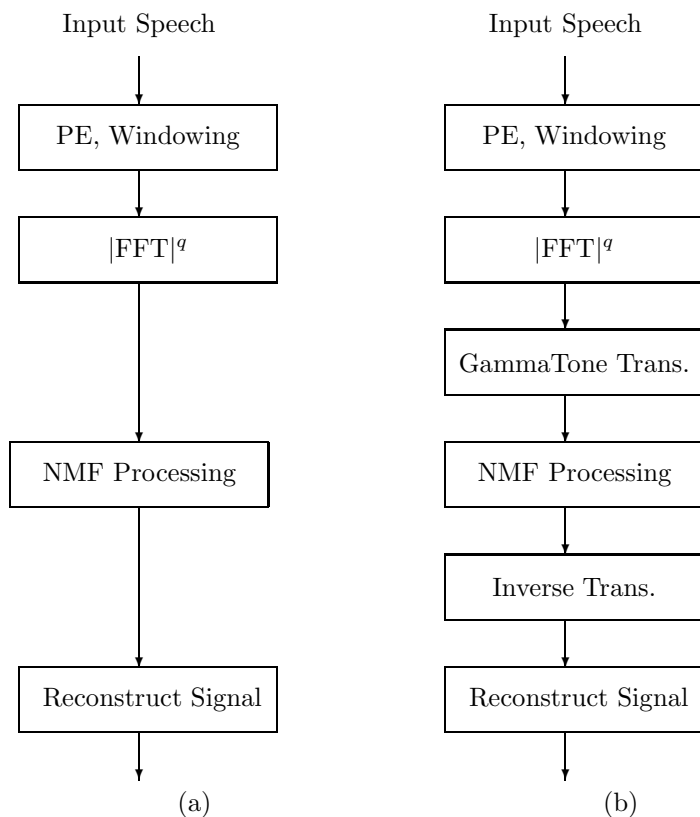 Input Speech
PE, Windowing
|FFT|^q
NMF Processing
Reconstruct Signal
(a)
Input Speech
PE, Windowing
|FFT|^q
GammaTone Trans.
NMF Processing
Inverse Trans.
Reconstruct Signal
(b)